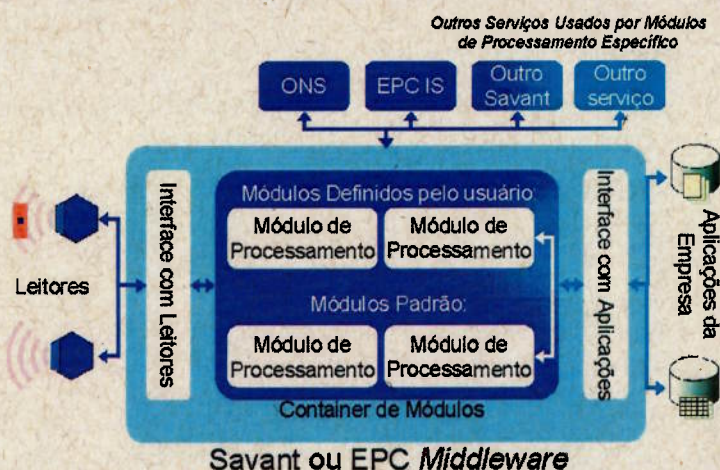 Outros Serviços Usados por Módulos
de Processamento Específico
ONS
EPC IS
Outro
Savant
Outro
serviço
Interface com Leitores
Módulos Definidos pelo usuário:
Módulo de
Processamento
Módulo de
Processamento
Módulos Padrão:
Módulo de
Processamento
Módulo de
Processamento
Container de Módulos
Interface com Aplicações
Leitores
Aplicações da
Empresa
Savant ou EPC Middleware